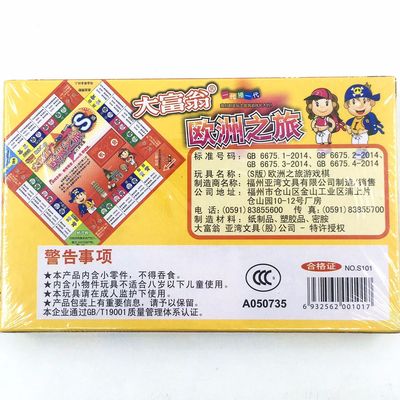 大富翁®
欧洲之旅
标准号码:GB 6675.1-2014、GB 6675.2-2014、
GB 6675.3-2014、GB 6675.4-2014
玩具名称:(S版)欧洲之旅游戏棋
制造商名称:福州亚湾文具有限公司制造/销售
公司地址:福州市仓山区金山工业区浦上片
仓山园10-12号厂房
电话:(0591)83855600 传真:(0591)83855700
制造材料:纸制品、塑胶品、密胺
大富翁 亚湾文具(股)公司-特许授权
警告事项
★本产品内含小零件,不得吞食。
★内含小物件玩具不适合八岁以下儿童使用。
★本玩具请在成人监护下使用。
★产品包装上有重要信息,请予以保留。
本企业通过GB/T19001质量管理体系认证。
CCC
A050735
合格证
NO.S101
6 932562 001017